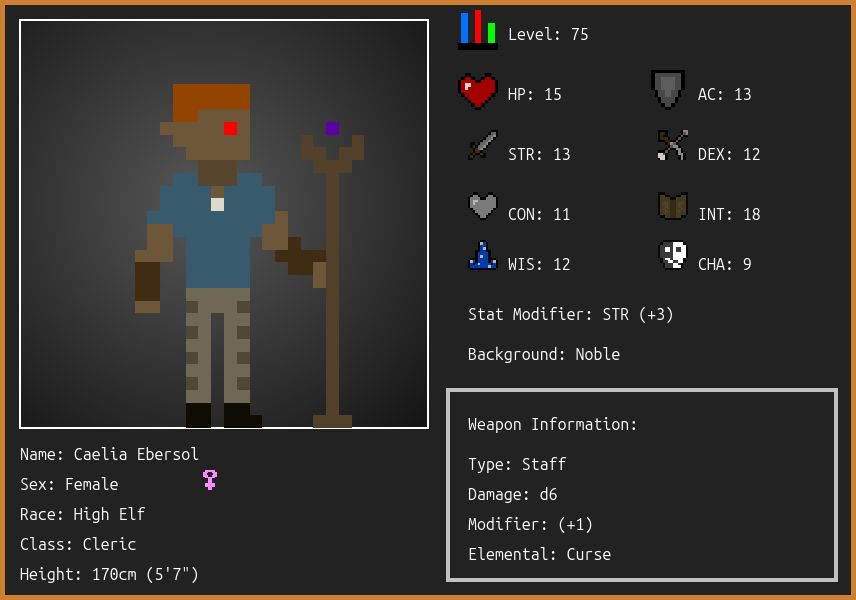 Level: 75
HP: 15
AC: 13
STR: 13
DEX: 12
CON: 11
INT: 18
WIS: 12
CHA: 9
Stat Modifier: STR (+3)
Background: Noble
Weapon Information:
Type: Staff
Damage: d6
Modifier: (+1)
Elemental: Curse
Name: Caelia Ebersol
Sex: Female
Race: High Elf
Class: Cleric
Height: 170cm (5'7")